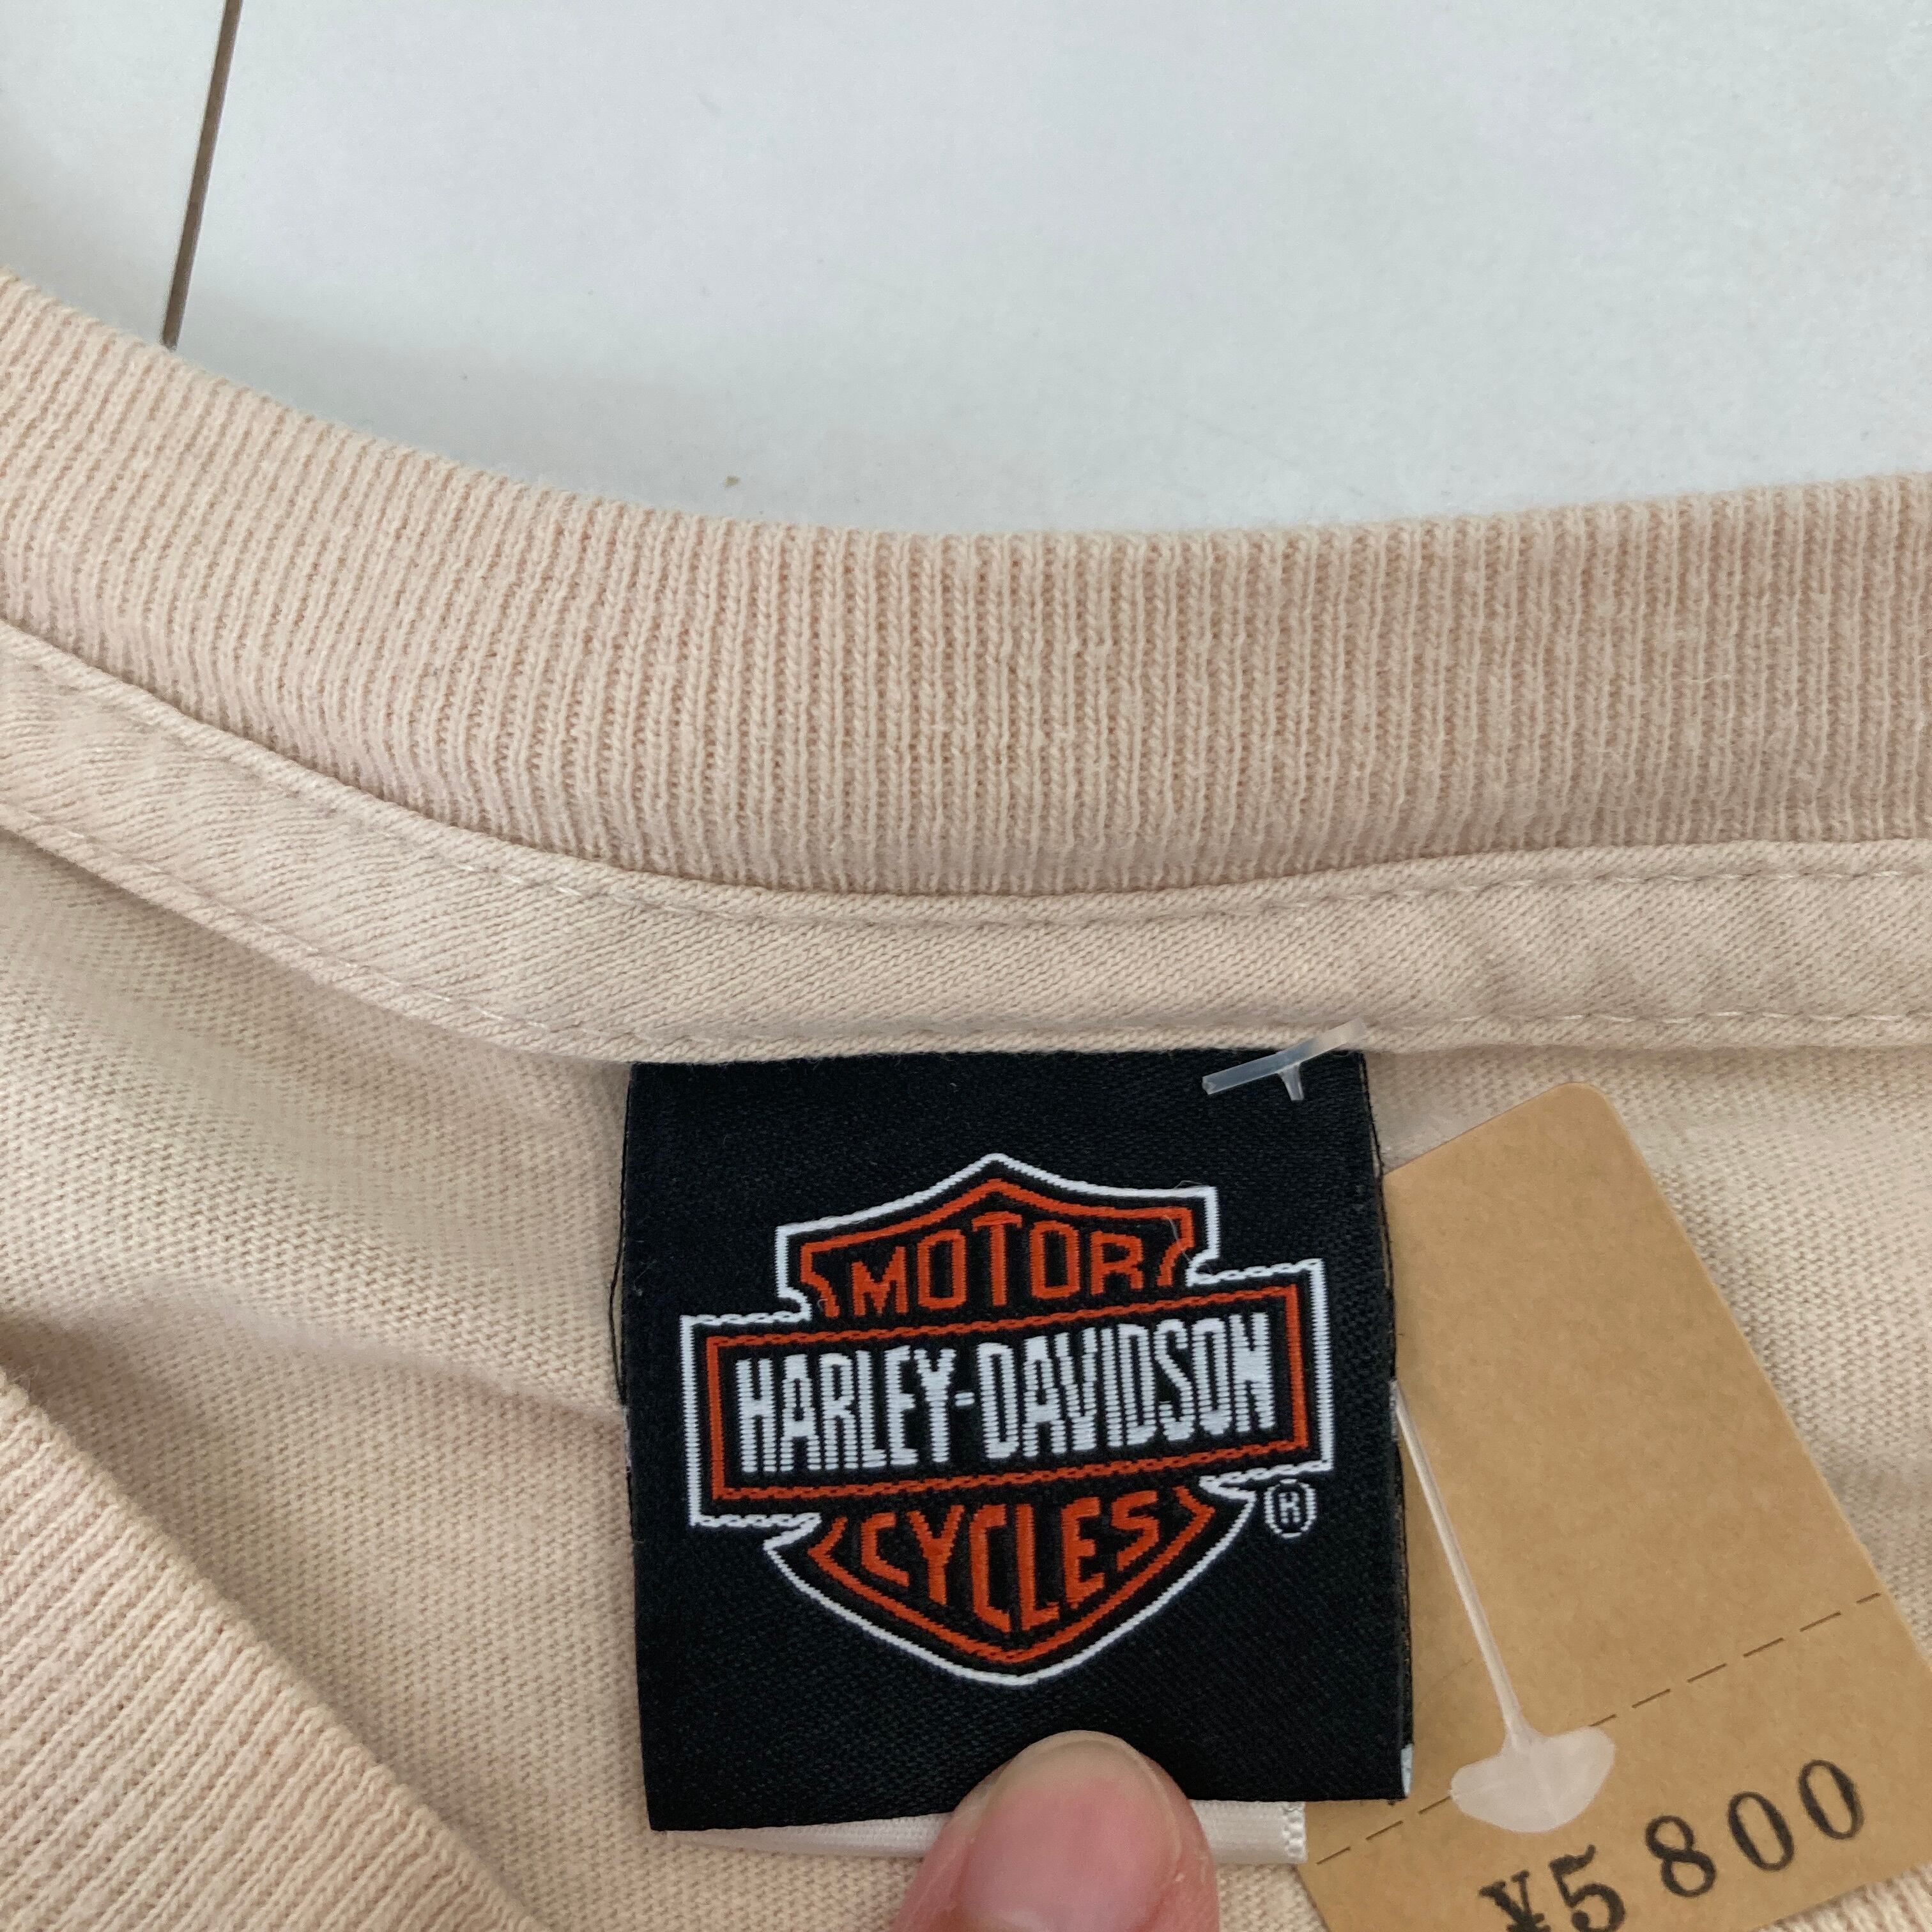 MOTOR
HARLEY-DAVIDSON
CYCLES
®
¥5800